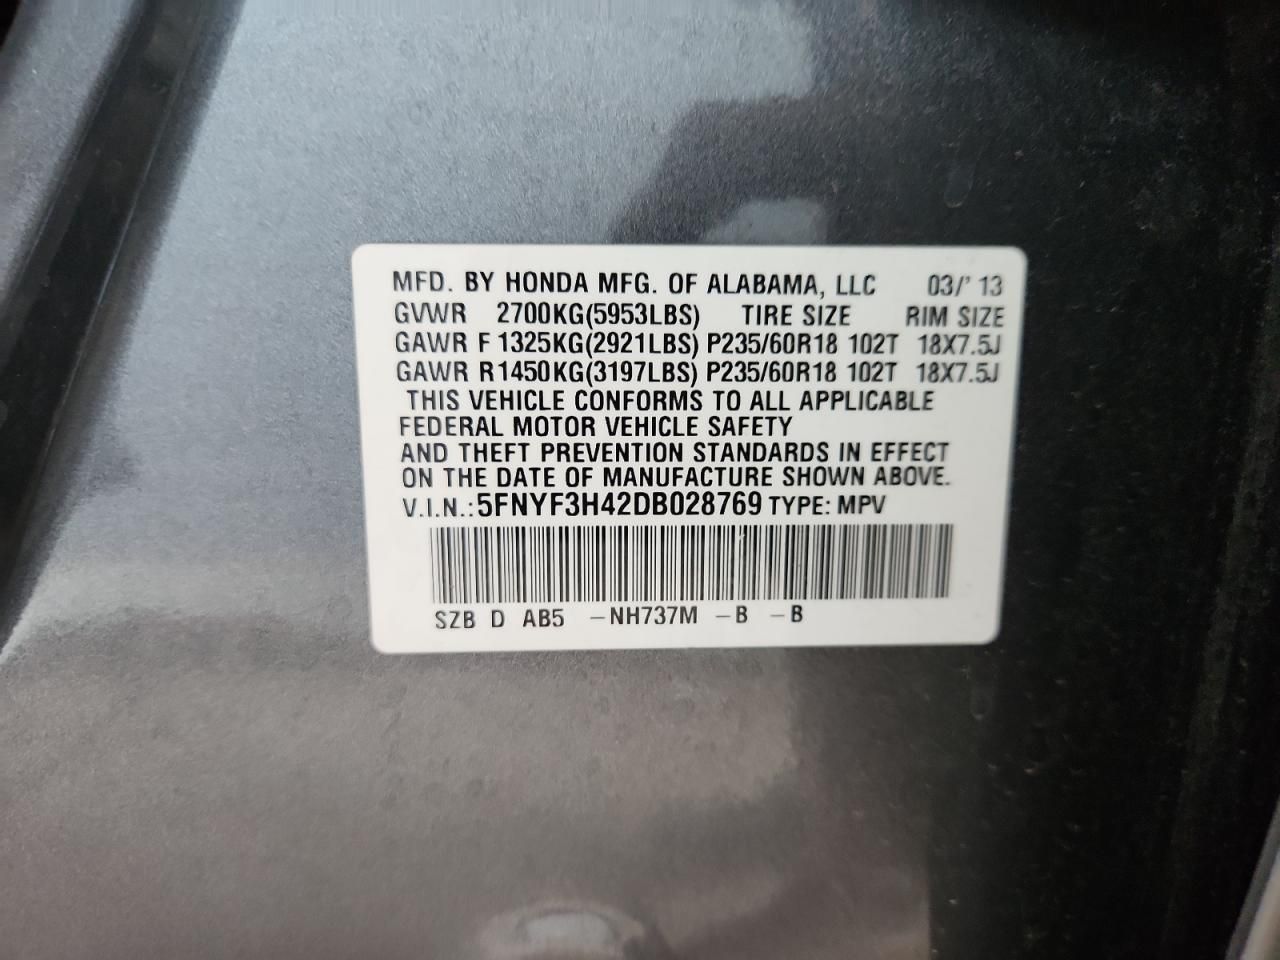 MFD. BY HONDA MFG. OF ALABAMA, LLC 03/' 13
GVWR 2700KG(5953LBS) TIRE SIZE RIM SIZE
GAWR F 1325KG(2921LBS) P235/60R18 102T 18X7.5J
GAWR R 1450KG(3197LBS) P235/60R18 102T 18X7.5J
THIS VEHICLE CONFORMS TO ALL APPLICABLE
FEDERAL MOTOR VEHICLE SAFETY
AND THEFT PREVENTION STANDARDS IN EFFECT
ON THE DATE OF MANUFACTURE SHOWN ABOVE.
V.I.N.: 5FNYF3H42DB028769 TYPE: MPV
SZB D AB5 -NH737M -B -B